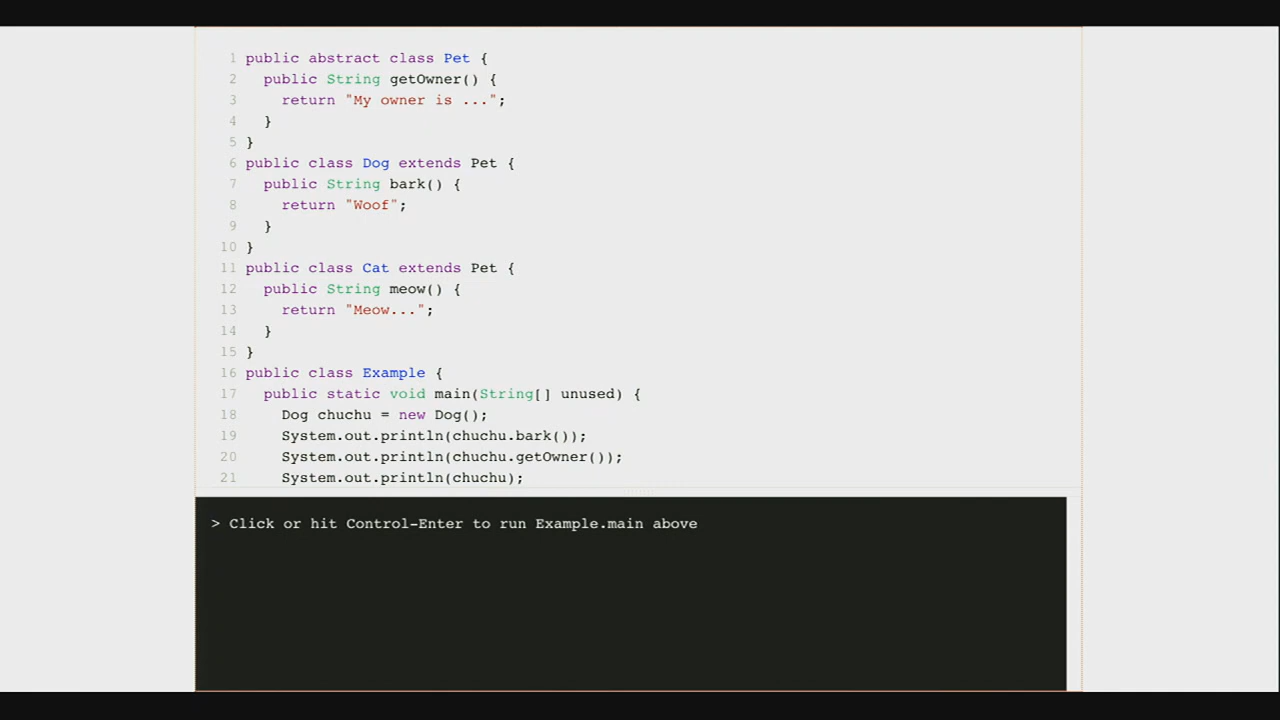 1 public abstract class Pet {
2   public String getOwner() {
3     return "My owner is ...";
4   }
5 }
6 public class Dog extends Pet {
7   public String bark() {
8     return "Woof";
9   }
10 }
11 public class Cat extends Pet {
12   public String meow() {
13     return "Meow...";
14   }
15 }
16 public class Example {
17   public static void main(String[] unused) {
18     Dog chuchu = new Dog();
19     System.out.println(chuchu.bark());
20     System.out.println(chuchu.getOwner());
21     System.out.println(chuchu);
> Click or hit Control-Enter to run Example.main above